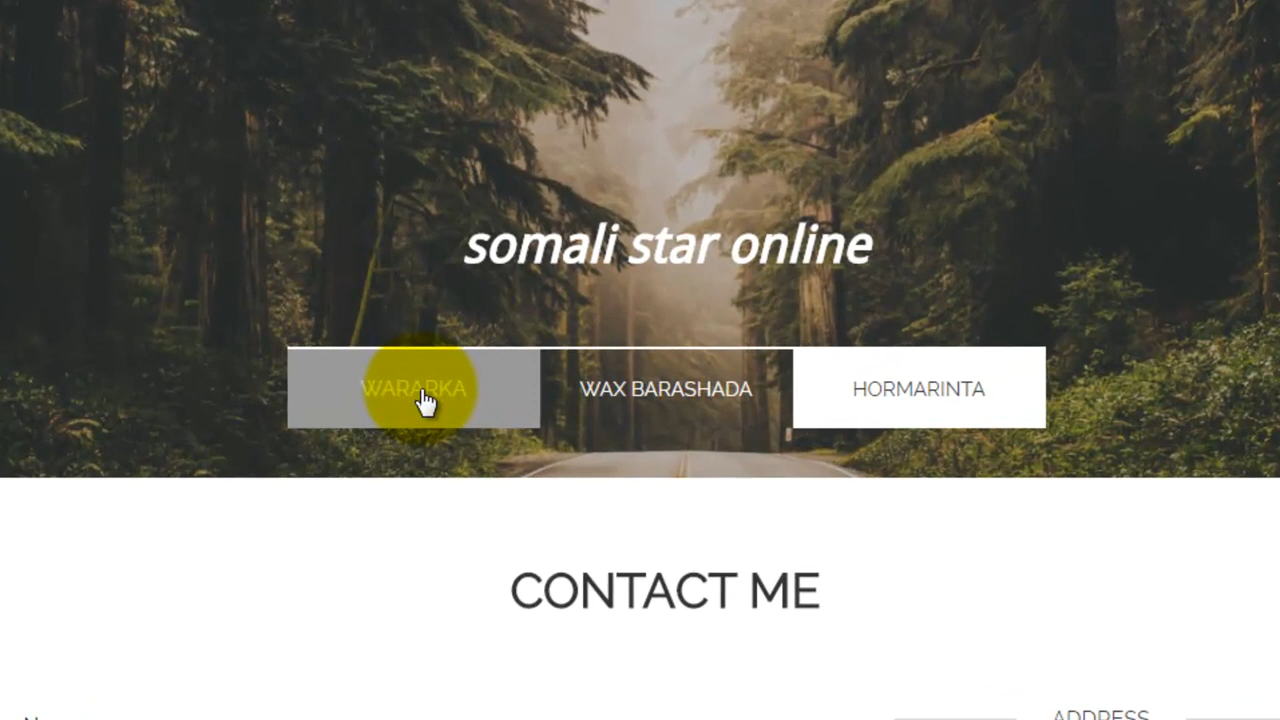 somali star online
WARARKA
WAX BARASHADA
HORMARINTA
CONTACT ME
ADDRESS